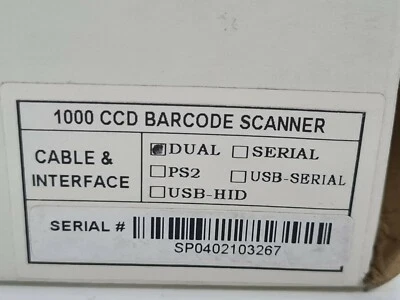 1000 CCD BARCODE SCANNER
CABLE & INTERFACE
DUAL SERIAL
PS2 USB-SERIAL
USB-HID
SERIAL #
SP0402103267